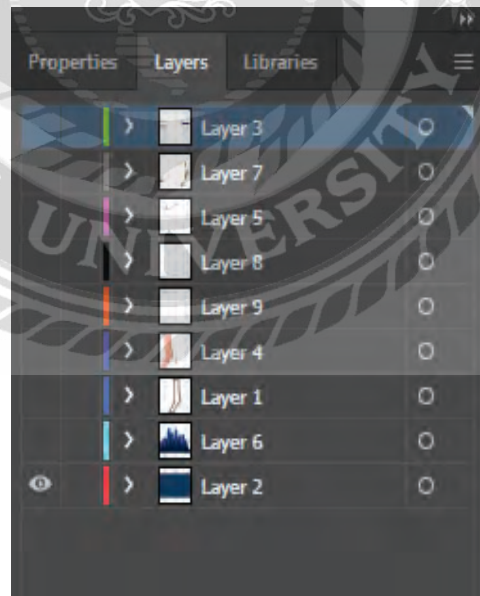 Properties Layers Libraries
Layer 3
Layer 7
Layer 5
Layer 8
Layer 9
Layer 4
Layer 1
Layer 6
Layer 2
UNIVERSITY